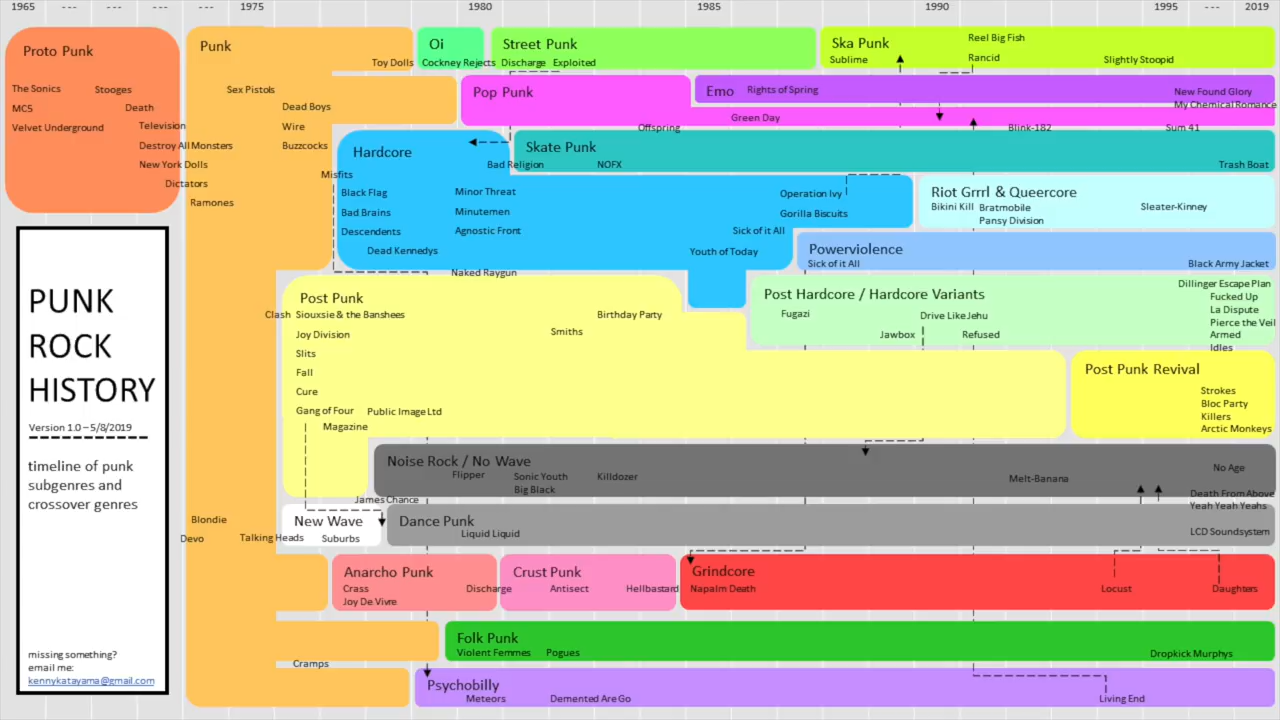 1965 --- --- --- --- 1975 1980 1985 1990 1995 --- 2019
Proto Punk
The Sonics
Stooges
MC5
Death
Velvet Underground
Television
Destroy All Monsters
New York Dolls
Dictators
Ramones
PUNK
ROCK
HISTORY
Version 1.0 – 5/8/2019
timeline of punk
subgenres and
crossover genres
missing something?
email me:
kennykatayama@gmail.com
Punk
Toy Dolls
Sex Pistols
Dead Boys
Wire
Buzzcocks
Misfits
Clash
Blondie
Devo
Talking Heads
Cramps
Oi
Cockney Rejects
Street Punk
Discharge
Exploited
Ska Punk
Sublime
Reel Big Fish
Rancid
Slightly Stoopid
Pop Punk
Offspring
Green Day
Blink-182
Sum 41
Emo
Rights of Spring
New Found Glory
My Chemical Romance
Hardcore
Black Flag
Bad Brains
Descendents
Dead Kennedys
Minor Threat
Minutemen
Agnostic Front
Naked Raygun
Operation Ivy
Gorilla Biscuits
Sick of it All
Youth of Today
Skate Punk
Bad Religion
NOFX
Trash Boat
Riot Grrrl & Queercore
Bikini Kill
Bratmobile
Pansy Division
Sleater-Kinney
Powerviolence
Sick of it All
Black Army Jacket
Post Punk
Siouxsie & the Banshees
Joy Division
Slits
Fall
Cure
Gang of Four
Public Image Ltd
Magazine
Smiths
Birthday Party
Post Hardcore / Hardcore Variants
Fugazi
Jawbox
Drive Like Jehu
Refused
Dillinger Escape Plan
Fucked Up
La Dispute
Pierce the Veil
Armed
Idles
Post Punk Revival
Strokes
Bloc Party
Killers
Arctic Monkeys
Noise Rock / No Wave
Flipper
Sonic Youth
Big Black
Killdozer
James Chance
Melt-Banana
No Age
Death From Above
Yeah Yeah Yeahs
New Wave
Suburbs
Dance Punk
Liquid Liquid
LCD Soundsystem
Anarcho Punk
Crass
Joy De Vivre
Discharge
Crust Punk
Antisect
Hellbastard
Grindcore
Napalm Death
Locust
Daughters
Folk Punk
Violent Femmes
Pogues
Dropkick Murphys
Psychobilly
Meteors
Demented Are Go
Living End